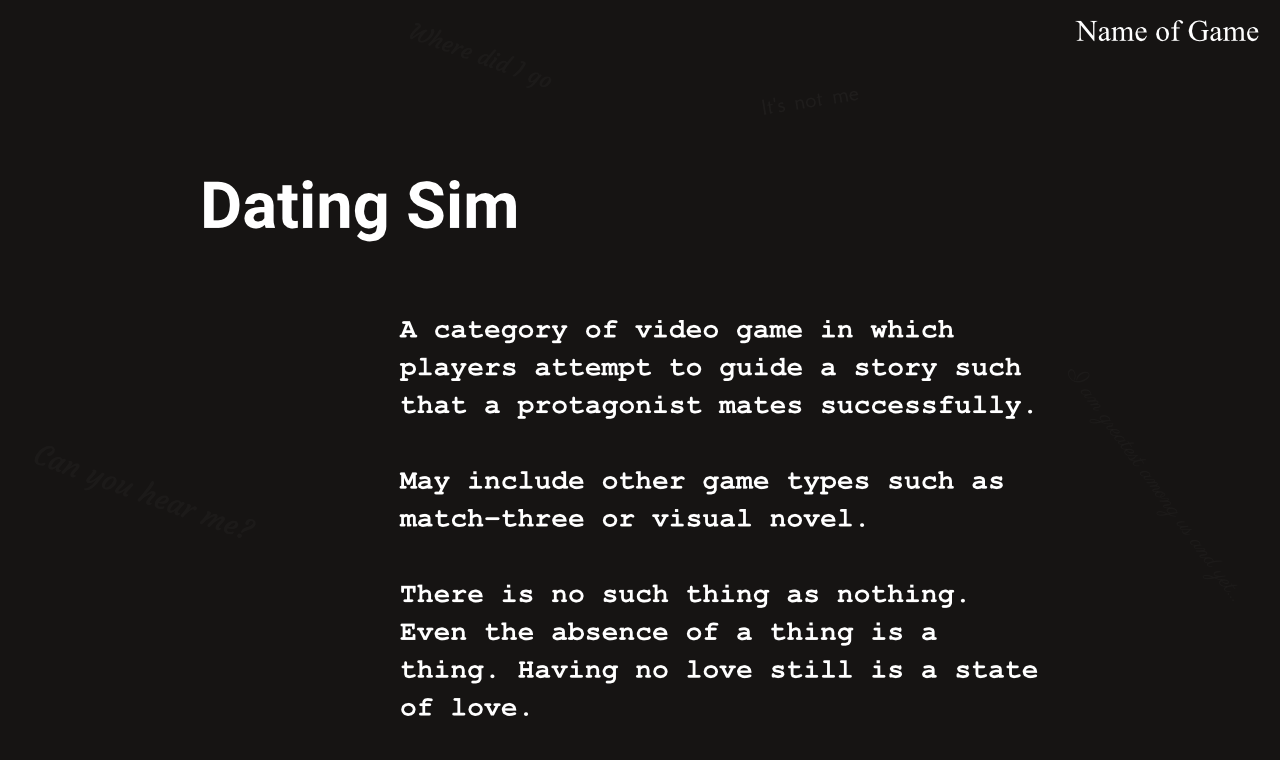 Where did I go
Name of Game
It's not me
Dating Sim
A category of video game in which
players attempt to guide a story such
that a protagonist mates successfully.
May include other game types such as
match-three or visual novel.
Can you hear me?
There is no such thing as nothing.
Even the absence of a thing is a
thing. Having no love still is a state
of love.